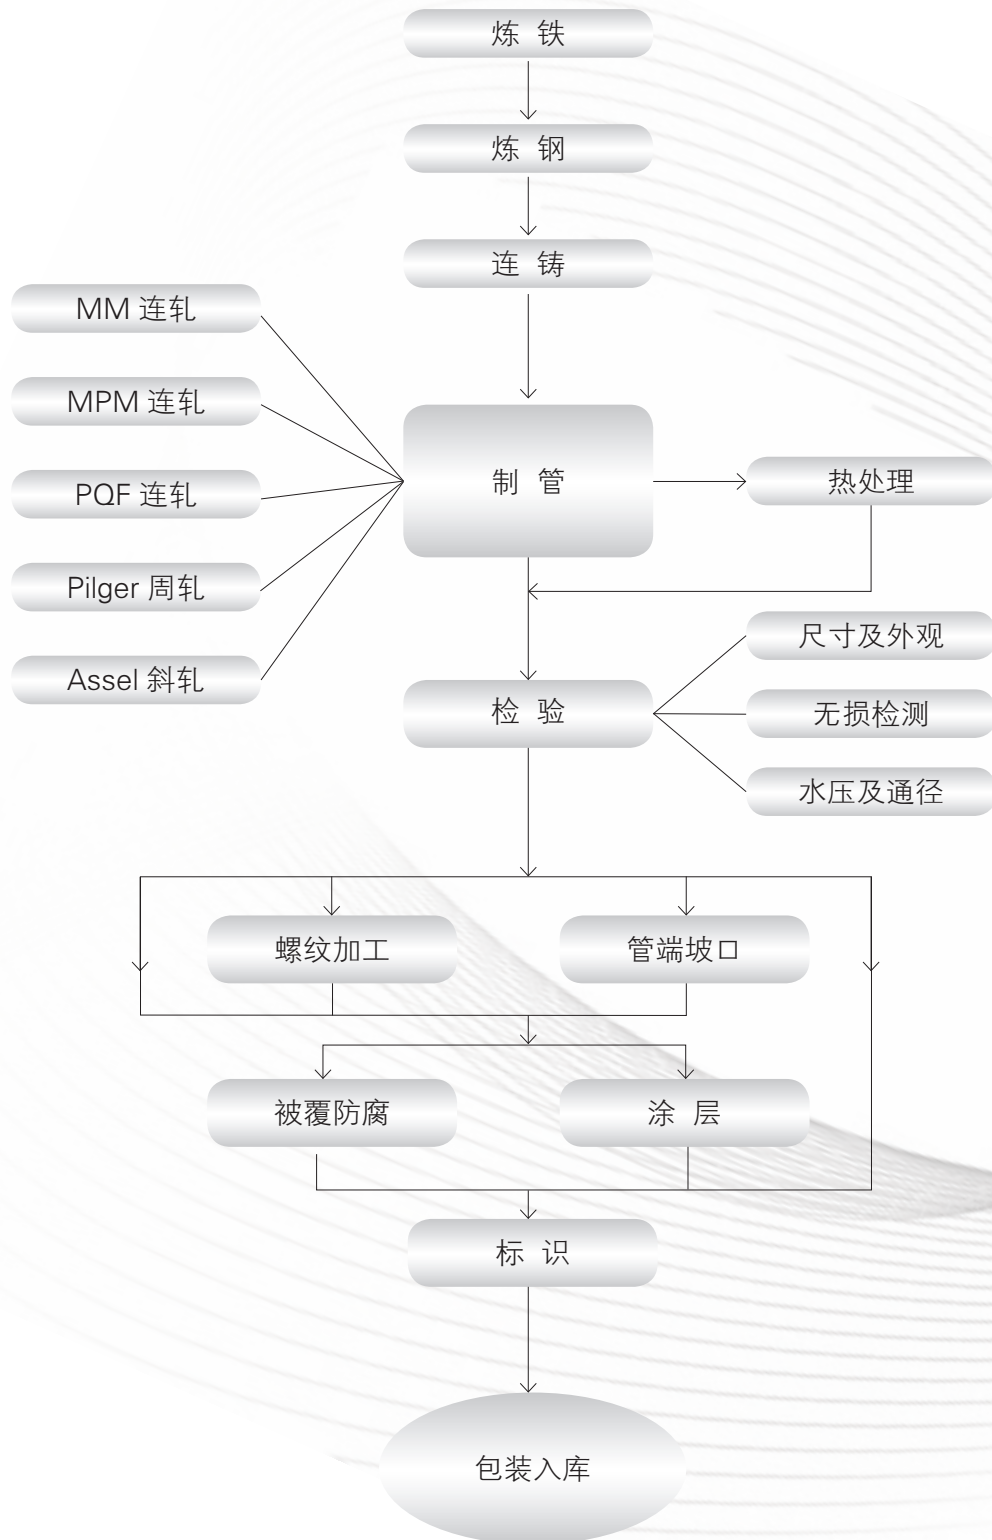 炼 铁
炼 钢
连 铸
MM 连轧
MPM 连轧
PQF 连轧
Pilger 周轧
Assel 斜轧
制 管
热处理
检 验
尺寸及外观
无损检测
水压及通径
螺纹加工
管端坡口
被覆防腐
涂 层
标 识
包装入库